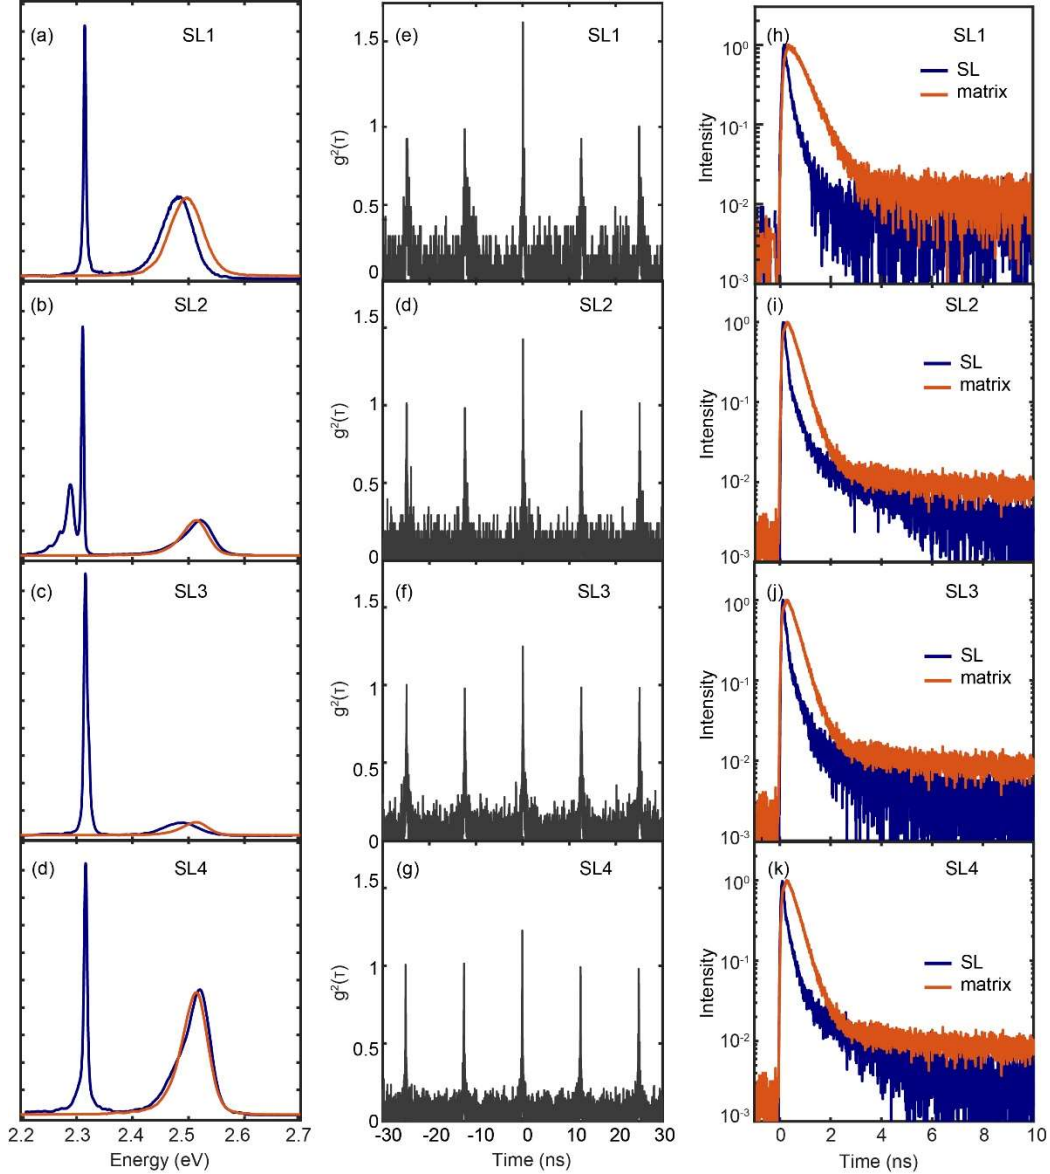 (a) SL1
(b) SL2
(c) SL3
(d) SL4
2.2 2.3 2.4 2.5 2.6 2.7
Energy (eV)
(e) SL1
1.5
1
0.5
0
g²(τ)
(d) SL2
1.5
1
0.5
0
g²(τ)
(f) SL3
1.5
1
0.5
0
g²(τ)
(g) SL4
1.5
1
0.5
0
g²(τ)
-30 -20 -10 0 10 20 30
Time (ns)
(h) SL1
SL
matrix
10⁰
10⁻¹
10⁻²
10⁻³
Intensity
(i) SL2
SL
matrix
10⁰
10⁻¹
10⁻²
10⁻³
Intensity
(j) SL3
SL
matrix
10⁰
10⁻¹
10⁻²
10⁻³
Intensity
(k) SL4
SL
matrix
10⁰
10⁻¹
10⁻²
10⁻³
Intensity
0 2 4 6 8 10
Time (ns)